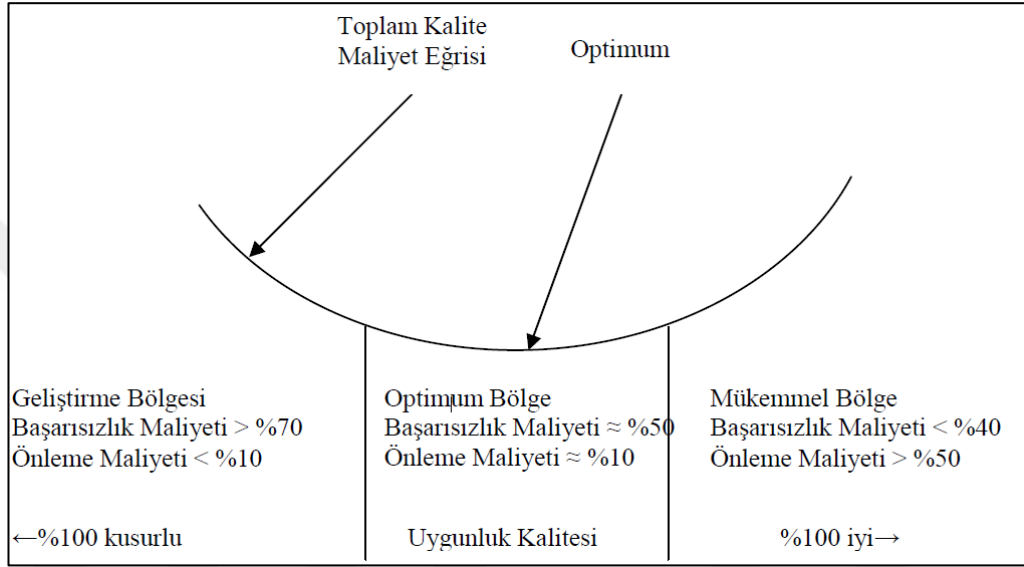 Toplam Kalite
Maliyet Eğrisi
Optimum
Geliştirme Bölgesi
Başarısızlık Maliyeti > %70
Önleme Maliyeti < %10
Optimum Bölge
Başarısızlık Maliyeti ≈ %50
Önleme Maliyeti ≈ %10
Mükemmel Bölge
Başarısızlık Maliyeti < %40
Önleme Maliyeti > %50
←%100 kusurlu
Uygunluk Kalitesi
%100 iyi→